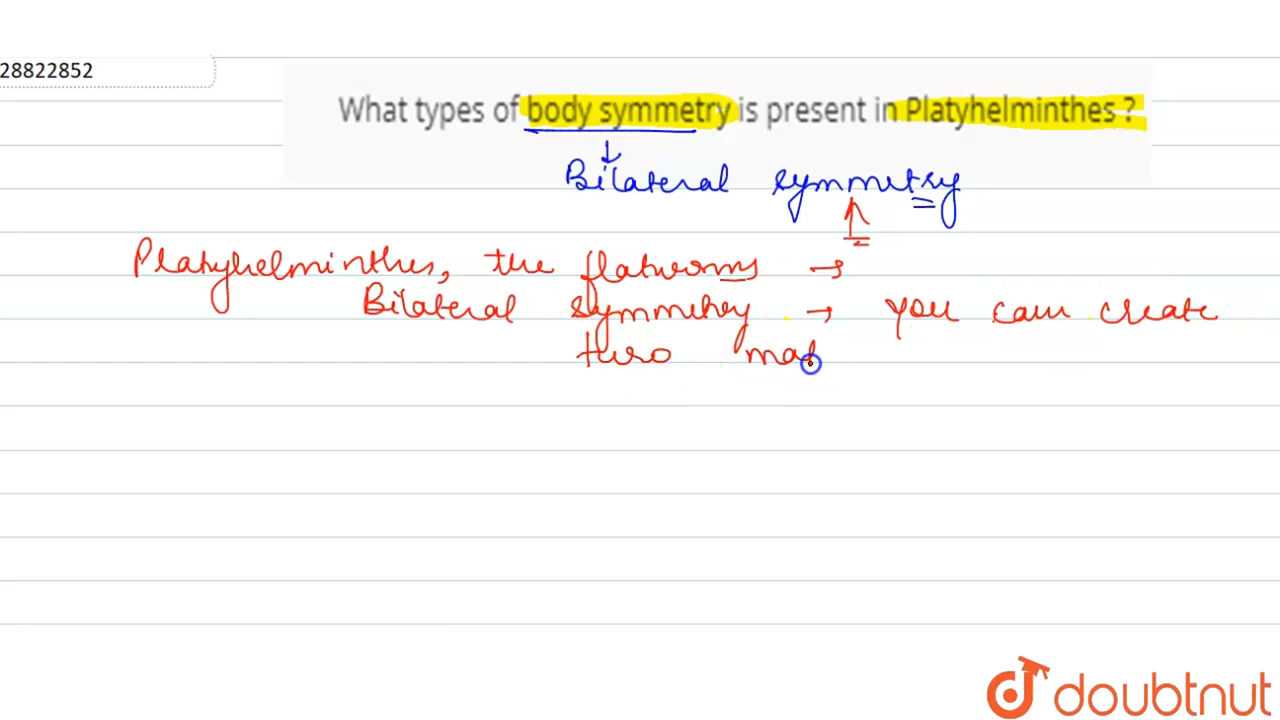 28822852
What types of body symmetry is present in Platyhelminthes ?
Bilateral symmetry
Platyhelminthes, the flatworms →
Bilateral symmetry → you can create
two mat
doubtnut